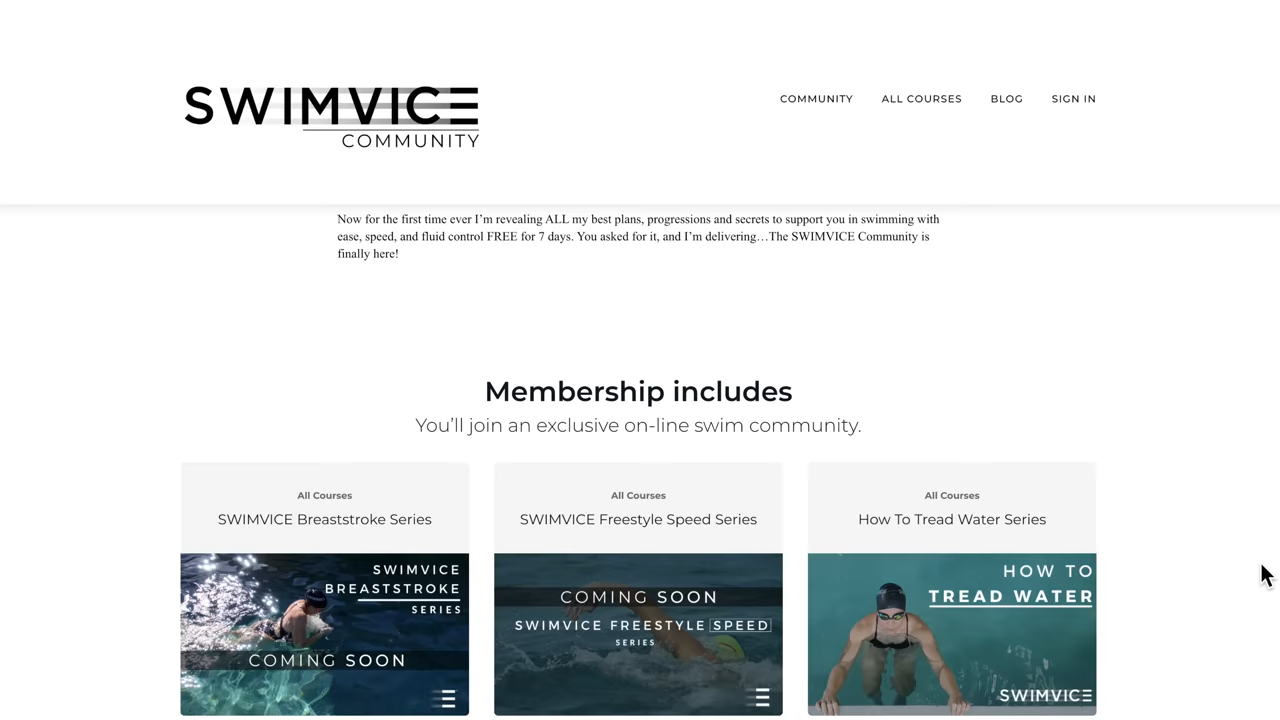 SWIMVICE
COMMUNITY
COMMUNITY
ALL COURSES
BLOG
SIGN IN
Now for the first time ever I’m revealing ALL my best plans, progressions and secrets to support you in swimming with
ease, speed, and fluid control FREE for 7 days. You asked for it, and I’m delivering…The SWIMVICE Community is
finally here!
Membership includes
You’ll join an exclusive on-line swim community.
All Courses
SWIMVICE Breaststroke Series
SWIMVICE
BREASTSTROKE
SERIES
COMING SOON
All Courses
SWIMVICE Freestyle Speed Series
COMING SOON
SWIMVICE FREESTYLE SPEED
SERIES
All Courses
How To Tread Water Series
HOW TO
TREAD WATER
SWIMVICE